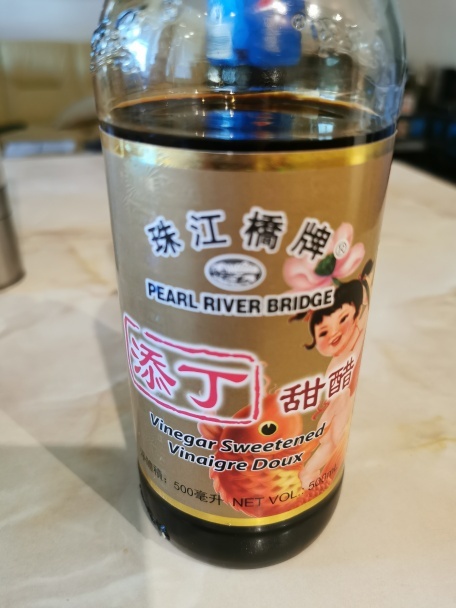 珠江橋牌
PEARL RIVER BRIDGE
添丁
甜醋
Vinegar Sweetened
Vinaigre Doux
500毫升 NET VOL.: 500ml